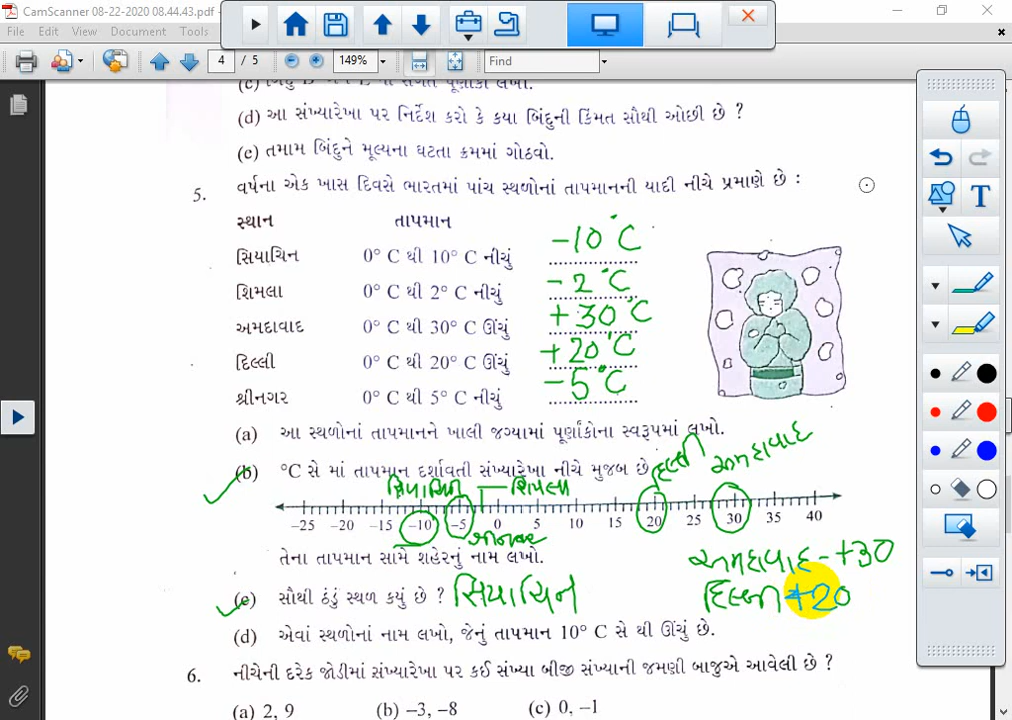 CamScanner 08-22-2020 08.44.43.pdf
File Edit View Document Tools
4 / 5 149% Find
(d) આ સંખ્યારેખા પર નિર્દેશ કરો કે કયા બિંદુની કિંમત સૌથી ઓછી છે ?
(e) તમામ બિંદુને મૂલ્યના ઘટતા ક્રમમાં ગોઠવો.
5. વર્ષના એક ખાસ દિવસે ભારતમાં પાંચ સ્થળોનાં તાપમાનની યાદી નીચે પ્રમાણે છે :
સ્થાન તાપમાન
સિયાચિન 0° C થી 10° C નીચું -10°C
શિમલા 0° C થી 2° C નીચું -2°C
અમદાવાદ 0° C થી 30° C ઊંચું +30°C
દિલ્લી 0° C થી 20° C ઊંચું +20°C
શ્રીનગર 0° C થી 5° C નીચું -5°C
(a) આ સ્થળોનાં તાપમાનને ખાલી જગ્યામાં પૂર્ણાંકોના સ્વરૂપમાં લખો.
(b) °C સે માં તાપમાન દર્શાવતી સંખ્યારેખા નીચે મુજબ છે
સિયાચિન શિમલા દિલ્લી અમદાવાદ
-25 -20 -15 -10 -5 0 5 10 15 20 25 30 35 40
તેના તાપમાન સામે શહેરનું નામ લખો.
અમદાવાદ - +30
(c) સૌથી ઠંડું સ્થળ કયું છે ? સિયાચિન
દિલ્લી +20
(d) એવાં સ્થળોનાં નામ લખો, જેનું તાપમાન 10° C સે થી ઊંચું છે.
6. નીચેની દરેક જોડીમાં સંખ્યારેખા પર કઈ સંખ્યા બીજી સંખ્યાની જમણી બાજુએ આવેલી છે ?
(a) 2, 9 (b) –3, –8 (c) 0, –1
T